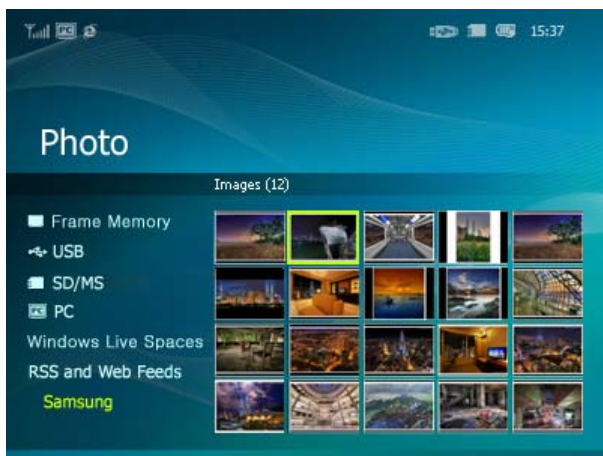 PC
15:37
Photo
Images (12)
Frame Memory
USB
SD/MS
PC
Windows Live Spaces
RSS and Web Feeds
Samsung